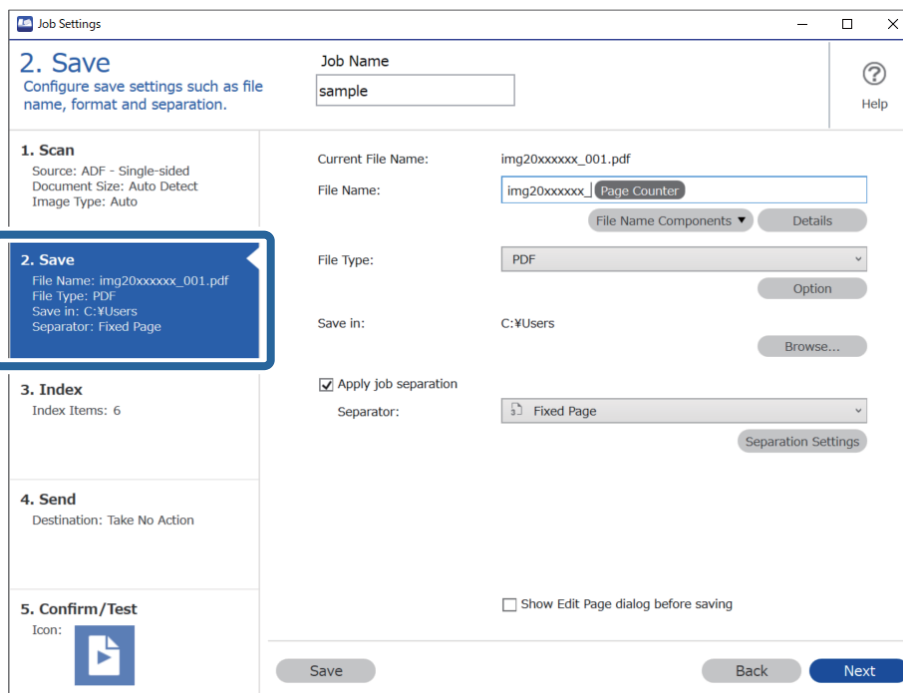 Job Settings
2. Save
Configure save settings such as file
name, format and separation.
Job Name
sample
Help
1. Scan
Source: ADF - Single-sided
Document Size: Auto Detect
Image Type: Auto
2. Save
File Name: img20xxxxxx_001.pdf
File Type: PDF
Save in: C:¥Users
Separator: Fixed Page
3. Index
Index Items: 6
4. Send
Destination: Take No Action
5. Confirm/Test
Icon:
Current File Name: img20xxxxxx_001.pdf
File Name: img20xxxxxx_ Page Counter
File Name Components ▼ Details
File Type: PDF
Option
Save in: C:¥Users
Browse...
Apply job separation
Separator: Fixed Page
Separation Settings
Show Edit Page dialog before saving
Save Back Next